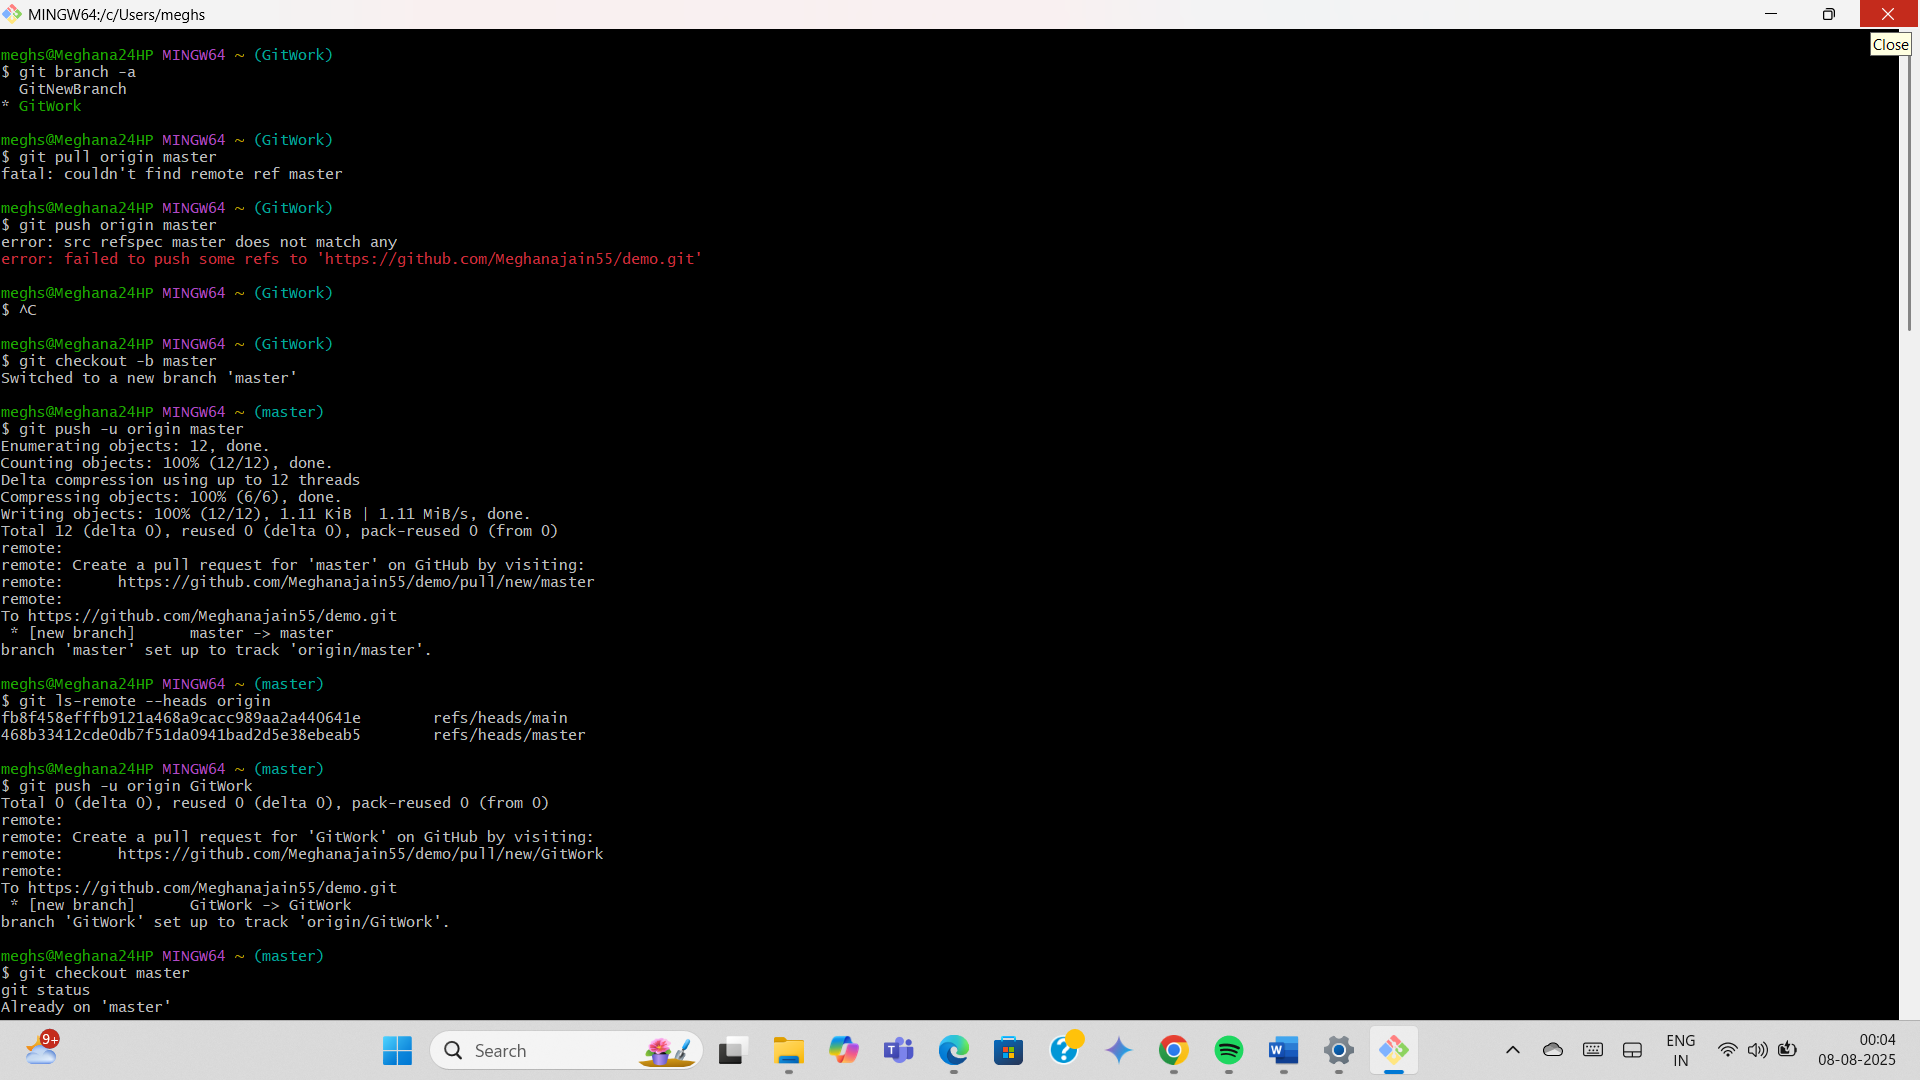 MINGW64:/c/Users/meghs
Close
meghs@Meghana24HP MINGW64 ~ (GitWork)
$ git branch -a
  GitNewBranch
* GitWork
meghs@Meghana24HP MINGW64 ~ (GitWork)
$ git pull origin master
fatal: couldn't find remote ref master
meghs@Meghana24HP MINGW64 ~ (GitWork)
$ git push origin master
error: src refspec master does not match any
error: failed to push some refs to 'https://github.com/Meghanajain55/demo.git'
meghs@Meghana24HP MINGW64 ~ (GitWork)
$ ^C
meghs@Meghana24HP MINGW64 ~ (GitWork)
$ git checkout -b master
Switched to a new branch 'master'
meghs@Meghana24HP MINGW64 ~ (master)
$ git push -u origin master
Enumerating objects: 12, done.
Counting objects: 100% (12/12), done.
Delta compression using up to 12 threads
Compressing objects: 100% (6/6), done.
Writing objects: 100% (12/12), 1.11 KiB | 1.11 MiB/s, done.
Total 12 (delta 0), reused 0 (delta 0), pack-reused 0 (from 0)
remote:
remote: Create a pull request for 'master' on GitHub by visiting:
remote:      https://github.com/Meghanajain55/demo/pull/new/master
remote:
To https://github.com/Meghanajain55/demo.git
 * [new branch]      master -> master
branch 'master' set up to track 'origin/master'.
meghs@Meghana24HP MINGW64 ~ (master)
$ git ls-remote --heads origin
fb8f458efffb9121a468a9cacc989aa2a440641e        refs/heads/main
468b33412cde0db7f51da0941bad2d5e38ebeab5        refs/heads/master
meghs@Meghana24HP MINGW64 ~ (master)
$ git push -u origin GitWork
Total 0 (delta 0), reused 0 (delta 0), pack-reused 0 (from 0)
remote:
remote: Create a pull request for 'GitWork' on GitHub by visiting:
remote:      https://github.com/Meghanajain55/demo/pull/new/GitWork
remote:
To https://github.com/Meghanajain55/demo.git
 * [new branch]      GitWork -> GitWork
branch 'GitWork' set up to track 'origin/GitWork'.
meghs@Meghana24HP MINGW64 ~ (master)
$ git checkout master
git status
Already on 'master'
9+
Search
ENG
IN
00:04
08-08-2025